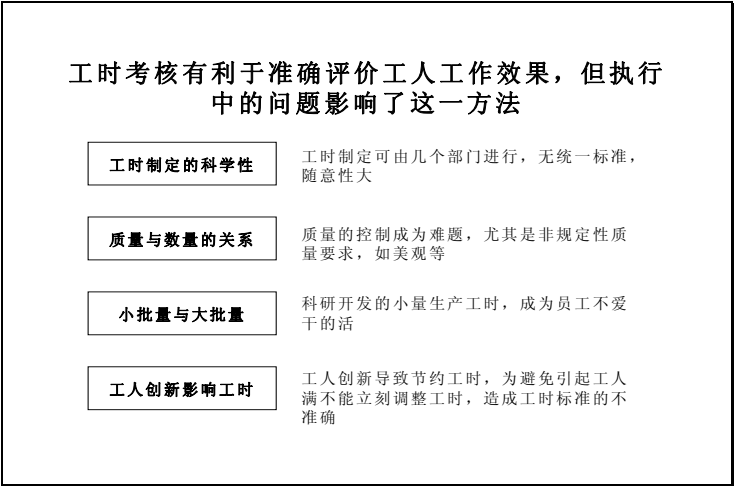 工时考核有利于准确评价工人工作效果，但执行
中的问题影响了这一方法
工时制定的科学性
工时制定可由几个部门进行，无统一标准，
随意性大
质量与数量的关系
质量的控制成为难题，尤其是非规定性质
量要求，如美观等
小批量与大批量
科研开发的小量生产工时，成为员工不爱
干的活
工人创新影响工时
工人创新导致节约工时，为避免引起工人
满不能立刻调整工时，造成工时标准的不
准确